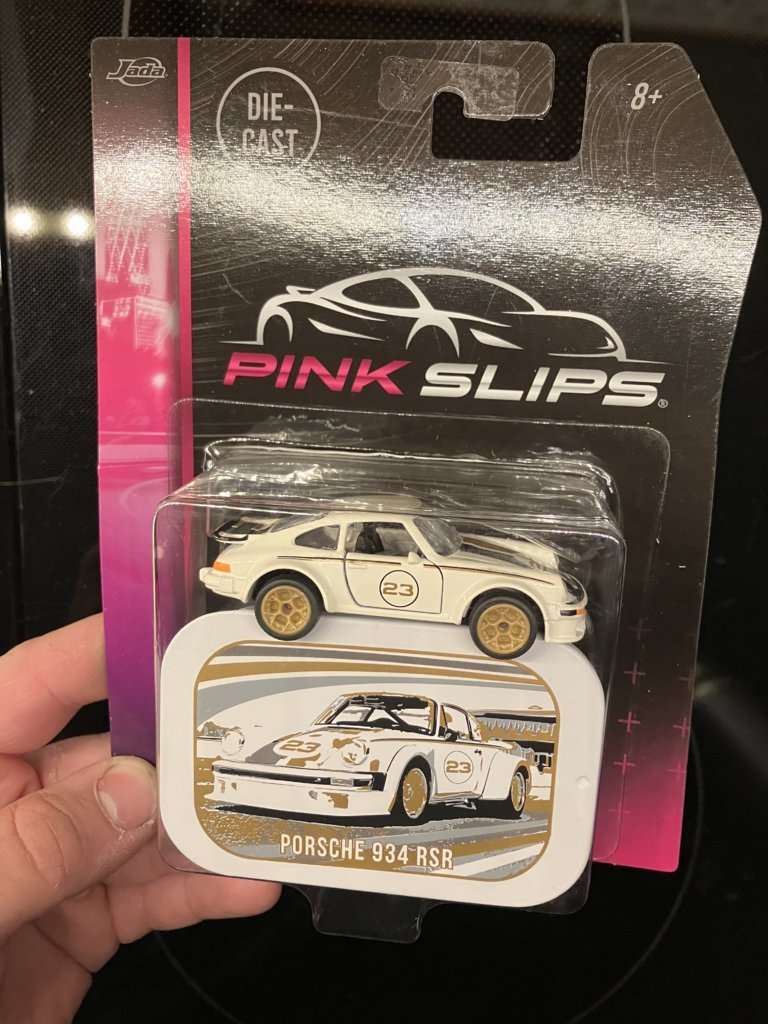 Jada
DIE-
CAST
8+
PINK SLIPS®
23
23
23
PORSCHE 934 RSR